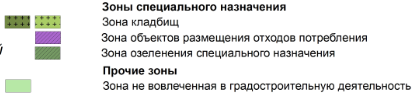 Зоны специального назначения
Зона кладбищ
Зона объектов размещения отходов потребления
Зона озеленения специального назначения
Прочие зоны
Зона не вовлеченная в градостроительную деятельность